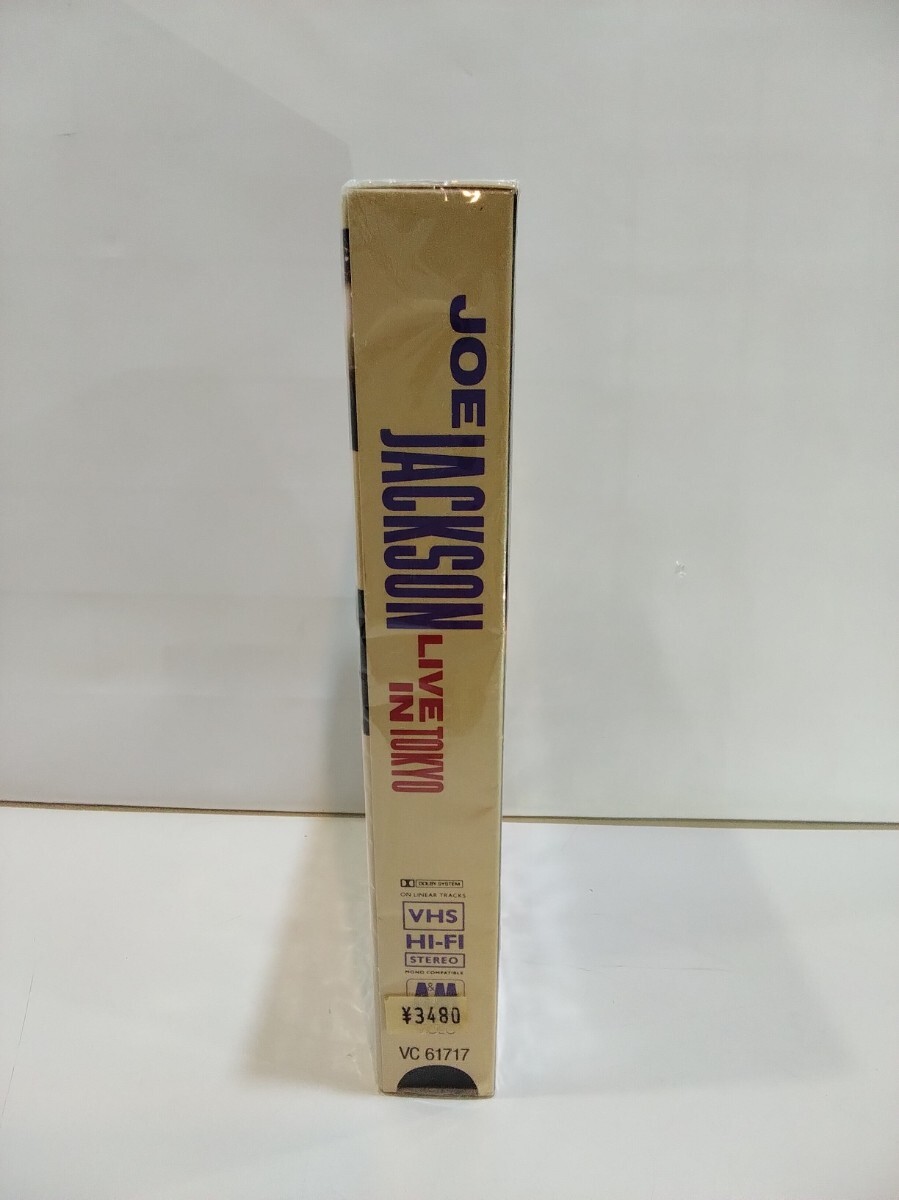 JOE
JACKSON
LIVE
IN TOKYO
DOLBY SYSTEM
ON LINEAR TRACKS
VHS
HI-FI
STEREO
MONO COMPATIBLE
A&M
¥3480
VC 61717